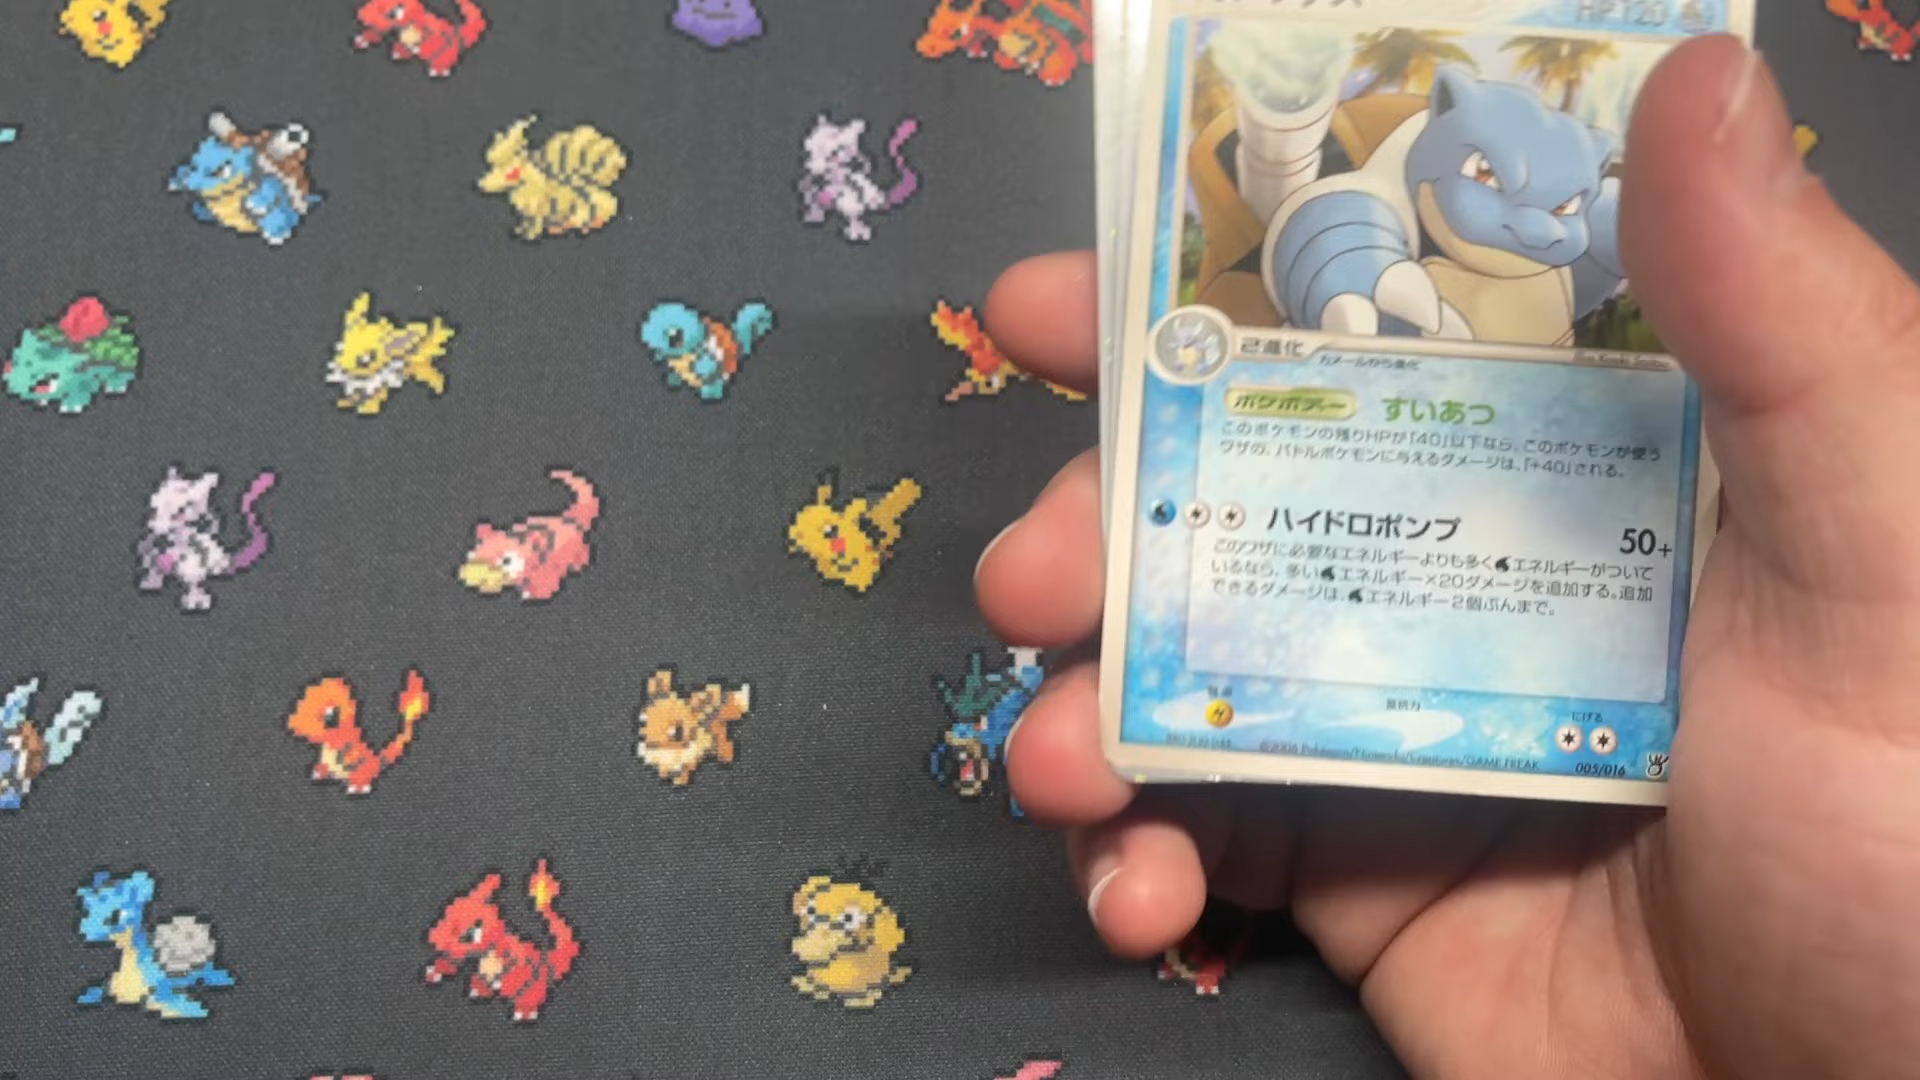 HP120
己進化
カメールから進化
ポケボディー すいあつ
このポケモンの残りHPが「40」以下なら、このポケモンが使う
ワザの、バトルポケモンに与えるダメージは、「+40」される。
ハイドロポンプ 50+
このワザに必要なエネルギーよりも多くエネルギーがついて
いるなら、多いエネルギー×20ダメージを追加する。追加
できるダメージは、エネルギー2個ぶんまで。
弱点 抵抗力 にげる
©2006 Pokémon/Nintendo/Creatures/GAME FREAK
005/016